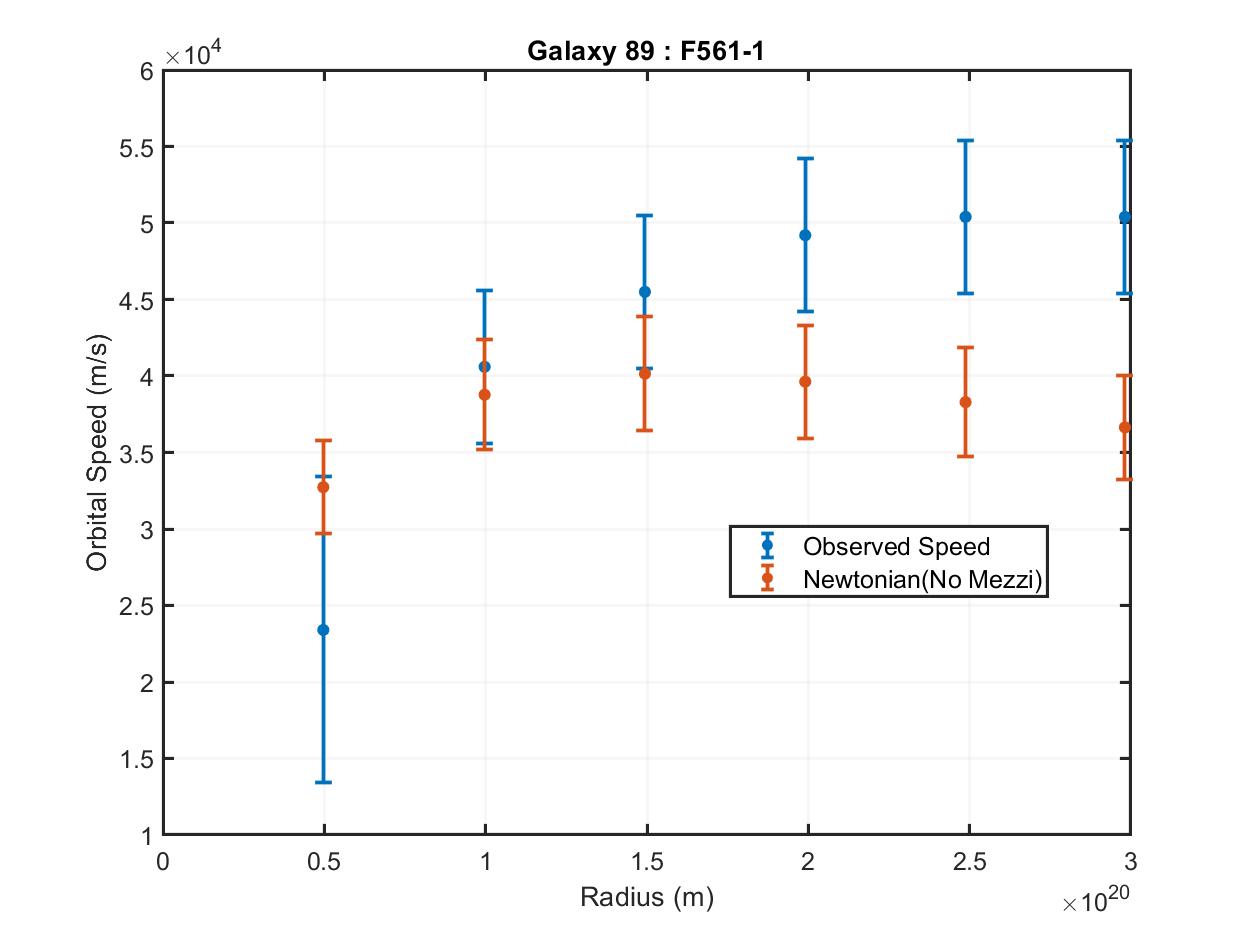 Galaxy 89 : F561-1
×10^4
6
5.5
5
4.5
4
3.5
3
2.5
2
1.5
1
Orbital Speed (m/s)
Observed Speed
Newtonian(No Mezzi)
0 0.5 1 1.5 2 2.5 3
Radius (m)
×10^20